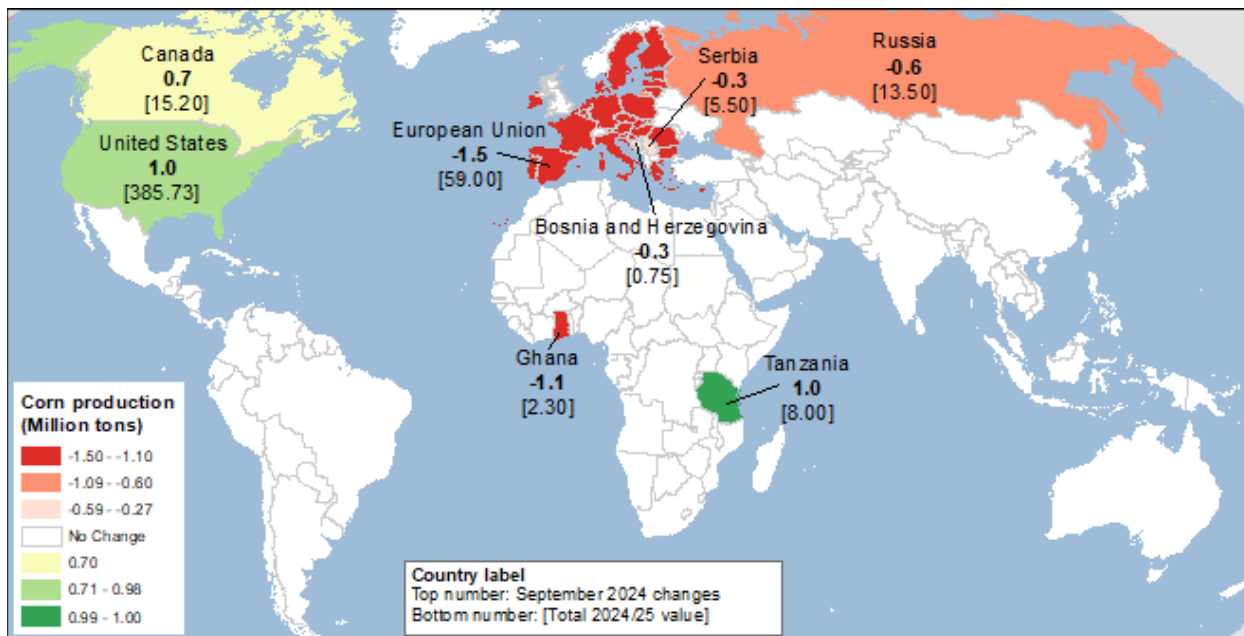 Canada
0.7
[15.20]
United States
1.0
[385.73]
European Union
-1.5
[59.00]
Serbia
-0.3
[5.50]
Russia
-0.6
[13.50]
Bosnia and Herzegovina
-0.3
[0.75]
Ghana
-1.1
[2.30]
Tanzania
1.0
[8.00]
Corn production
(Million tons)
-1.50 - -1.10
-1.09 - -0.60
-0.59 - -0.27
No Change
0.70
0.71 - 0.98
0.99 - 1.00
Country label
Top number: September 2024 changes
Bottom number: [Total 2024/25 value]